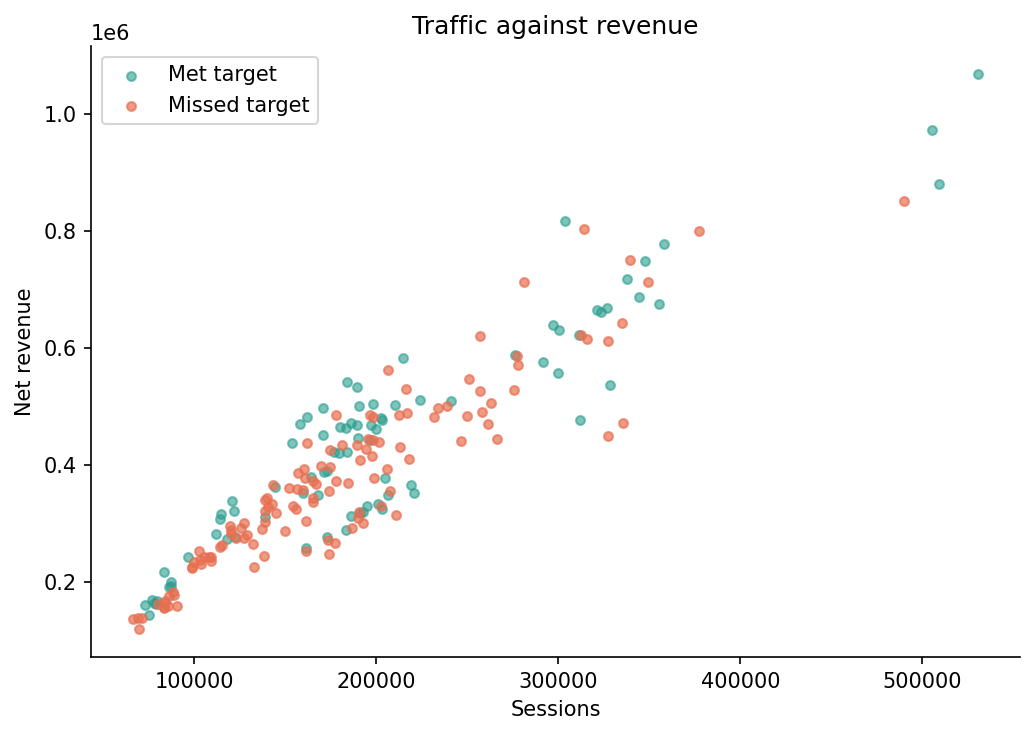 Traffic against revenue
1e6
Met target
Missed target
1.0
0.8
0.6
0.4
0.2
Net revenue
100000
200000
300000
400000
500000
Sessions